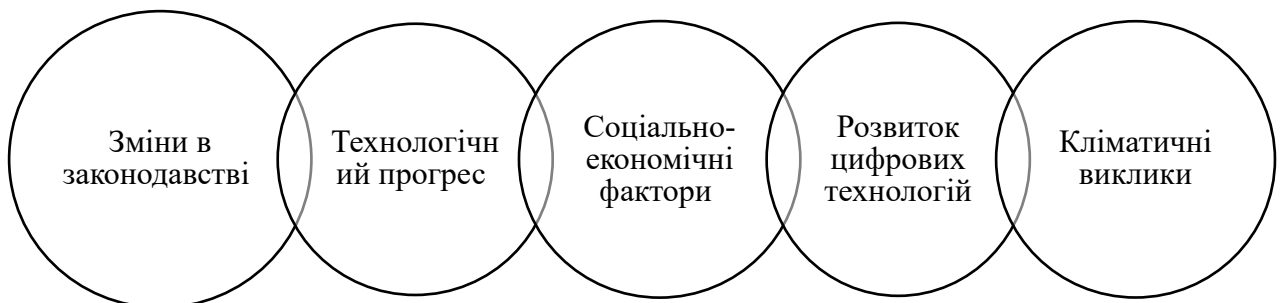 Зміни в
законодавстві
Технологічн
ий прогрес
Соціально-
економічні
фактори
Розвиток
цифрових
технологій
Кліматичні
виклики